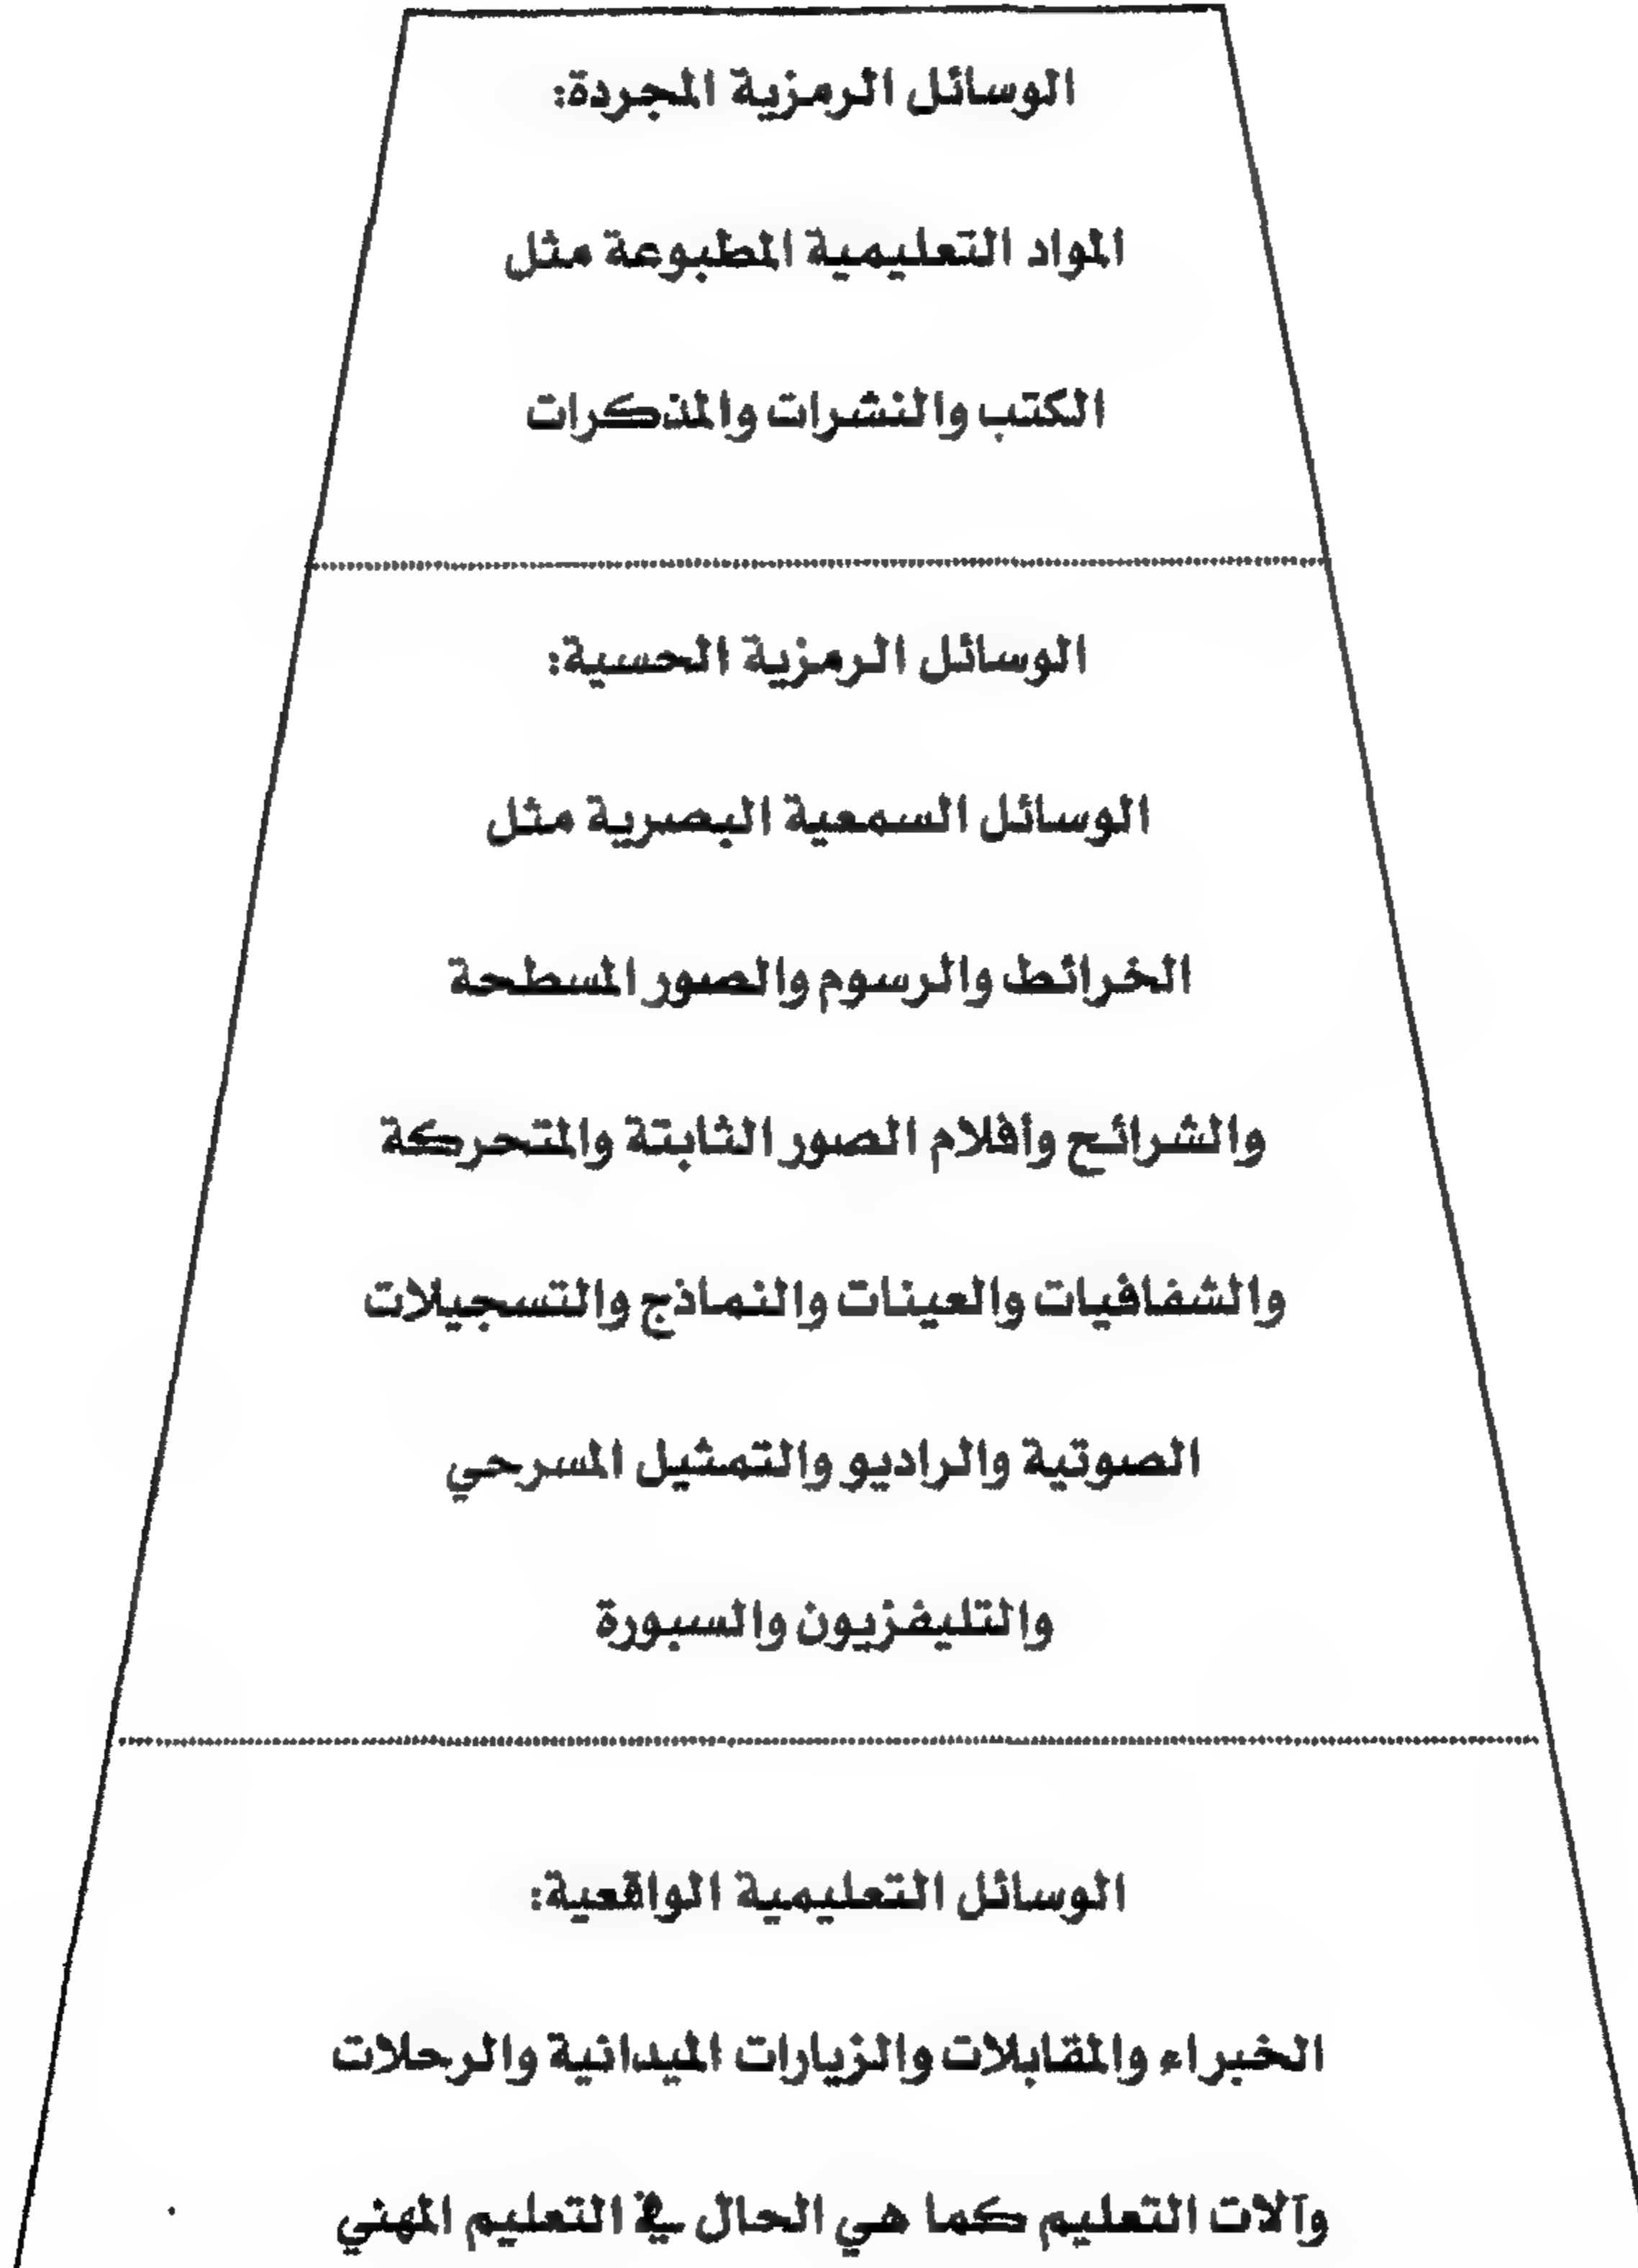 الوسائل الرمزية المجردة:
المواد التعليمية المطبوعة مثل
الكتب والنشرات والمذكرات
الوسائل الرمزية الحسية:
الوسائل السمعية البصرية مثل
الخرائط والرسوم والصور المسطحة
والشرائح وأفلام الصور الثابتة والمتحركة
والشفافيات والعينات والنماذج والتسجيلات
الصوتية والراديو والتمثيل المسرحي
والتليفزيون والسبورة
الوسائل التعليمية الواقعية:
الخبراء والمقابلات والزيارات الميدانية والرحلات
وآلات التعليم كما هي الحال في التعليم المهني